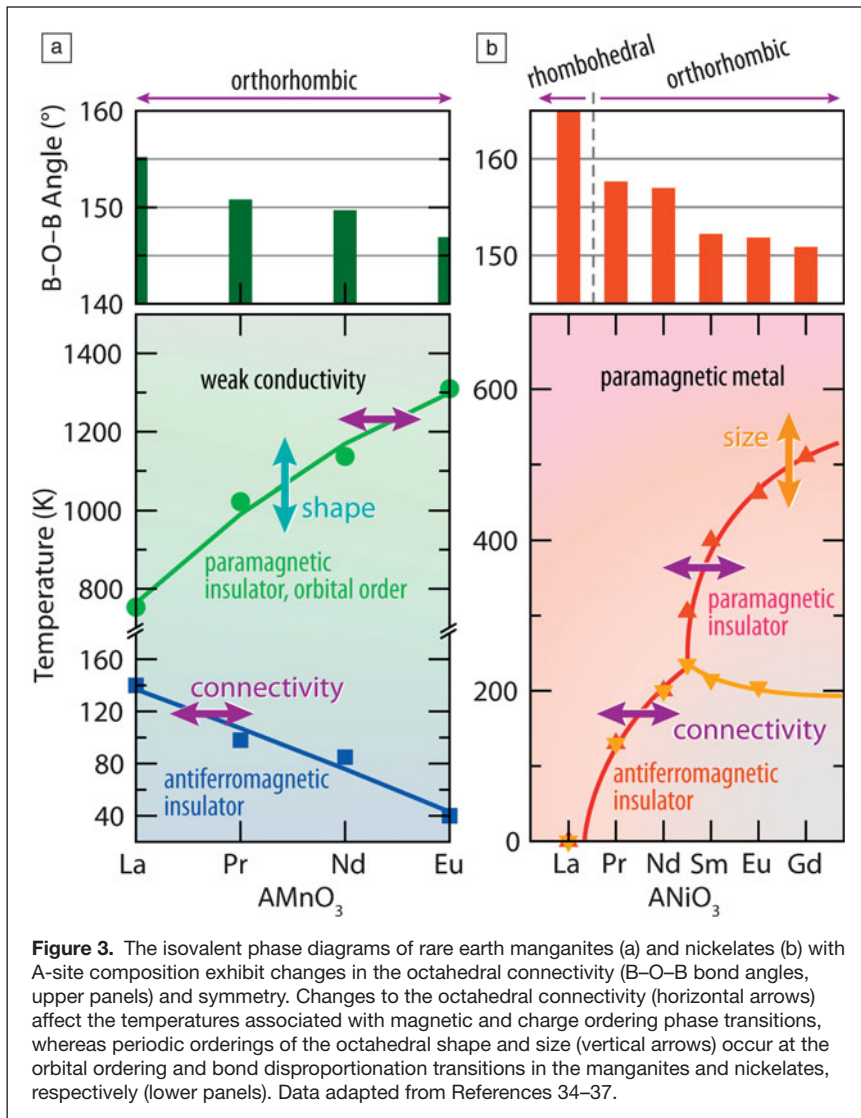 a
orthorhombic
B–O–B Angle (°)
160
150
140
Temperature (K)
1400
1200
1000
800
160
120
80
40
weak conductivity
shape
paramagnetic
insulator, orbital order
connectivity
antiferromagnetic
insulator
La Pr Nd Eu
AMnO₃
b
rhombohedral
orthorhombic
160
150
600
400
200
0
paramagnetic metal
size
paramagnetic
insulator
connectivity
antiferromagnetic
insulator
La Pr Nd Sm Eu Gd
ANiO₃
Figure 3. The isovalent phase diagrams of rare earth manganites (a) and nickelates (b) with
A-site composition exhibit changes in the octahedral connectivity (B–O–B bond angles,
upper panels) and symmetry. Changes to the octahedral connectivity (horizontal arrows)
affect the temperatures associated with magnetic and charge ordering phase transitions,
whereas periodic orderings of the octahedral shape and size (vertical arrows) occur at the
orbital ordering and bond disproportionation transitions in the manganites and nickelates,
respectively (lower panels). Data adapted from References 34–37.